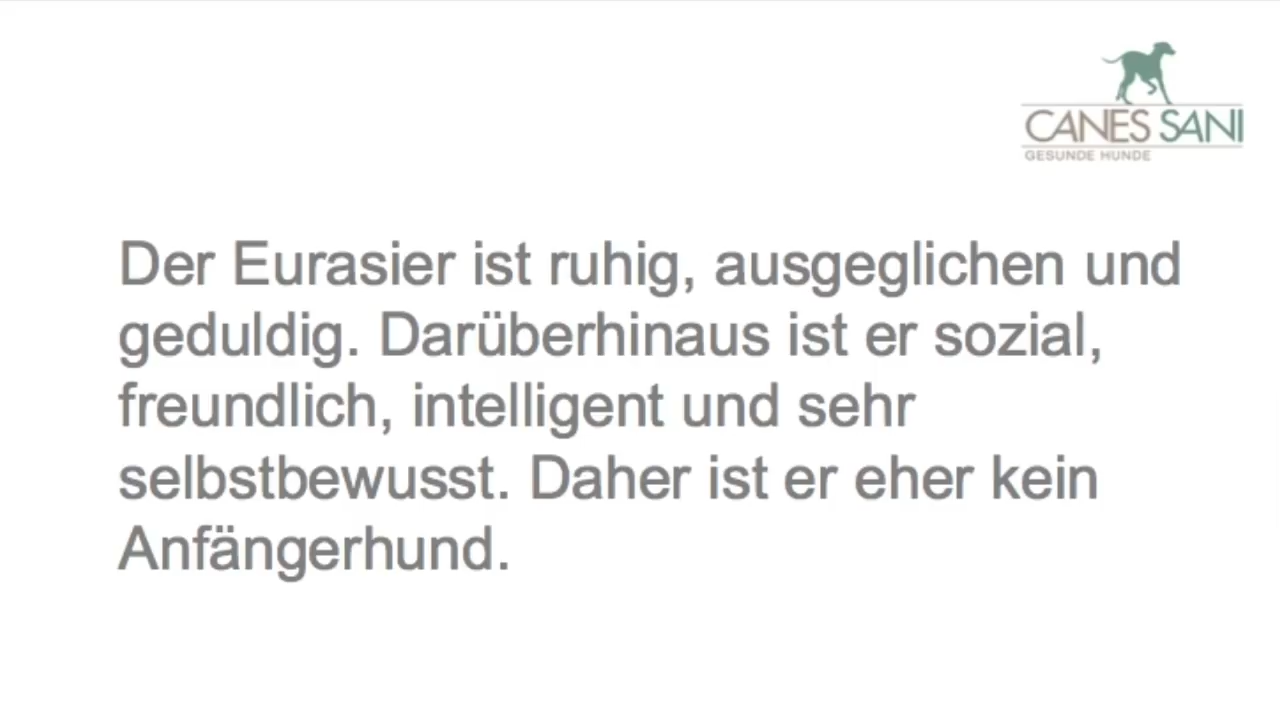 CANES SANI
GESUNDE HUNDE
Der Eurasier ist ruhig, ausgeglichen und
geduldig. Darüberhinaus ist er sozial,
freundlich, intelligent und sehr
selbstbewusst. Daher ist er eher kein
Anfängerhund.